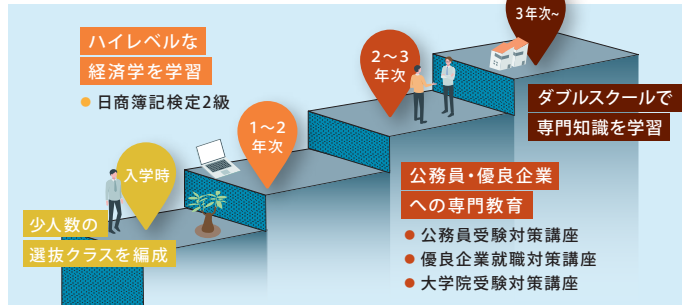 入学時
少人数の
選抜クラスを編成
1～2
年次
ハイレベルな
経済学を学習
● 日商簿記検定2級
2～3
年次
公務員・優良企業
への専門教育
● 公務員受験対策講座
● 優良企業就職対策講座
● 大学院受験対策講座
3年次~
ダブルスクールで
専門知識を学習